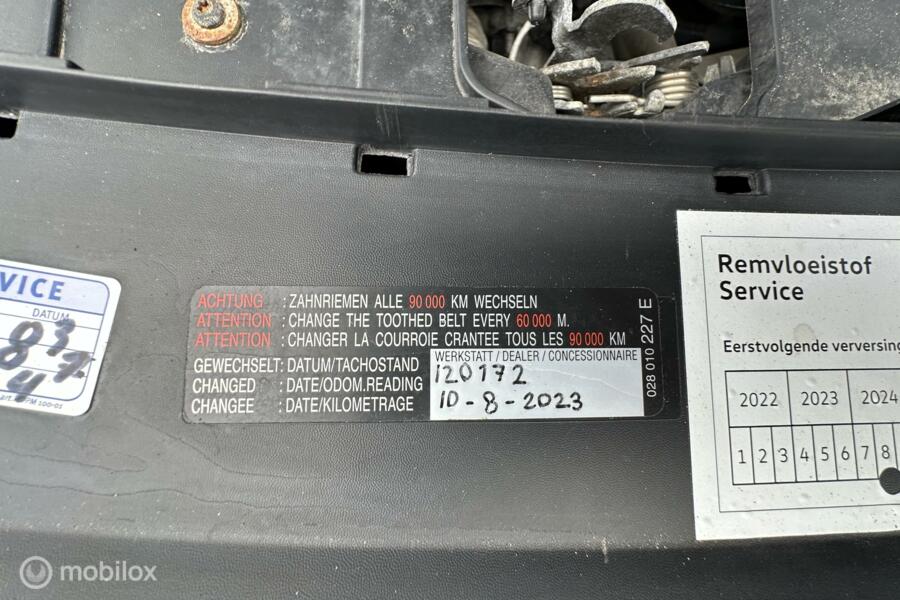 VICE
DATUM
ACHTUNG : ZAHNRIEMEN ALLE 90 000 KM WECHSELN
ATTENTION : CHANGE THE TOOTHED BELT EVERY 60 000 M.
ATTENTION : CHANGER LA COURROIE CRANTEE TOUS LES 90 000 KM
GEWECHSELT: DATUM/TACHOSTAND
CHANGED : DATE/ODOM.READING
CHANGEE : DATE/KILOMETRAGE
WERKSTATT / DEALER / CONCESSIONNAIRE
120172
10-8-2023
028 010 227 E
Remvloeistof
Service
Eerstvolgende verversing
2022 2023 2024
1 2 3 4 5 6 7 8
mobilox